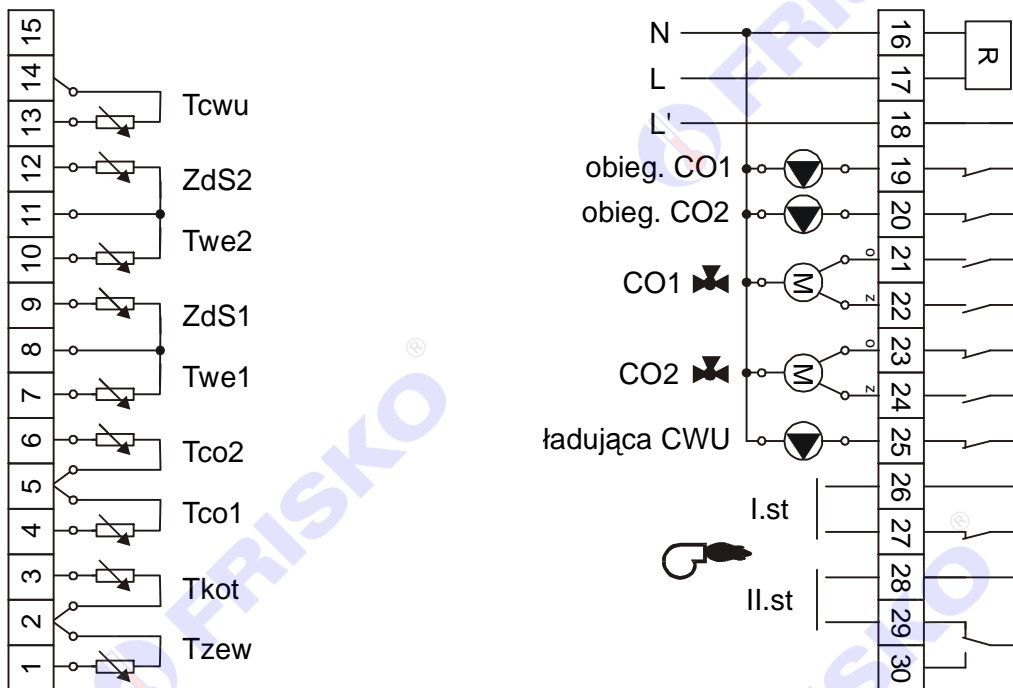 15
14
13
12
11
10
9
8
7
6
5
4
3
2
1
Tcwu
ZdS2
Twe2
ZdS1
Twe1
Tco2
Tco1
Tkot
Tzew
N
L
L'
obieg. CO1
obieg. CO2
CO1
CO2
ładująca CWU
I.st
II.st
M
M
o
z
o
z
16
17
18
19
20
21
22
23
24
25
26
27
28
29
30
R
FRISKO
®
FRISKO
FRISKO
®